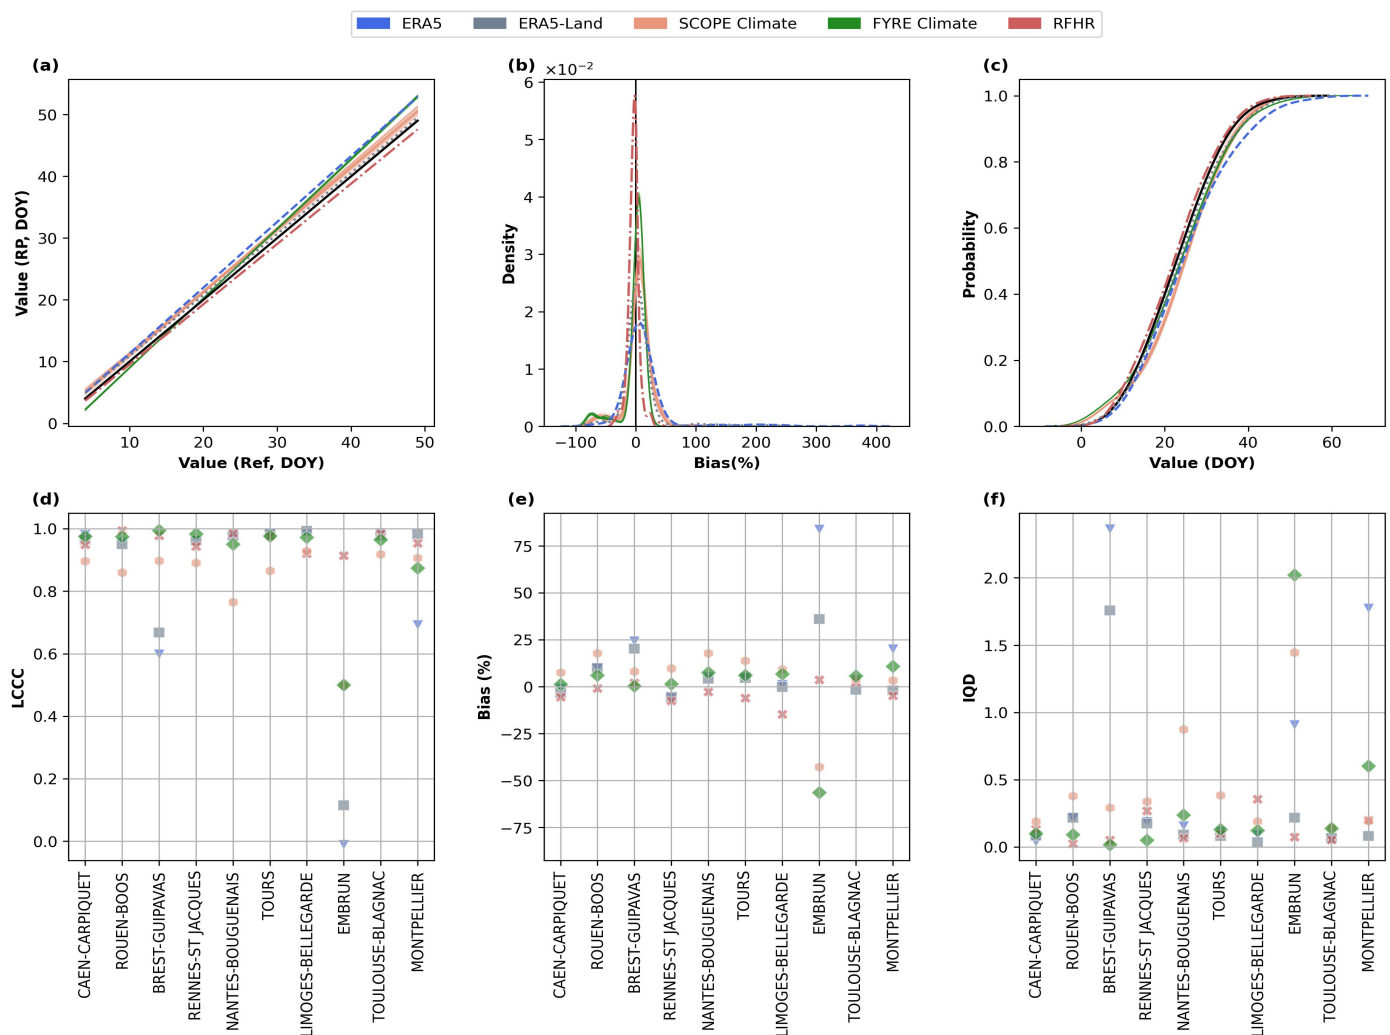 ERA5 ERA5-Land SCOPE Climate FYRE Climate RFHR
(a)
Value (RP, DOY)
50
40
30
20
10
0
10 20 30 40 50
Value (Ref, DOY)
(b)
×10⁻²
Density
6
5
4
3
2
1
0
−100 0 100 200 300 400
Bias(%)
(c)
Probability
1.0
0.8
0.6
0.4
0.2
0.0
0 20 40 60
Value (DOY)
(d)
LCCC
1.0
0.8
0.6
0.4
0.2
0.0
CAEN-CARPIQUET
ROUEN-BOOS
BREST-GUIPAVAS
RENNES-ST JACQUES
NANTES-BOUGUENAIS
TOURS
LIMOGES-BELLEGARDE
EMBRUN
TOULOUSE-BLAGNAC
MONTPELLIER
(e)
Bias (%)
75
50
25
0
−25
−50
−75
CAEN-CARPIQUET
ROUEN-BOOS
BREST-GUIPAVAS
RENNES-ST JACQUES
NANTES-BOUGUENAIS
TOURS
LIMOGES-BELLEGARDE
EMBRUN
TOULOUSE-BLAGNAC
MONTPELLIER
(f)
IQD
2.0
1.5
1.0
0.5
0.0
CAEN-CARPIQUET
ROUEN-BOOS
BREST-GUIPAVAS
RENNES-ST JACQUES
NANTES-BOUGUENAIS
TOURS
LIMOGES-BELLEGARDE
EMBRUN
TOULOUSE-BLAGNAC
MONTPELLIER